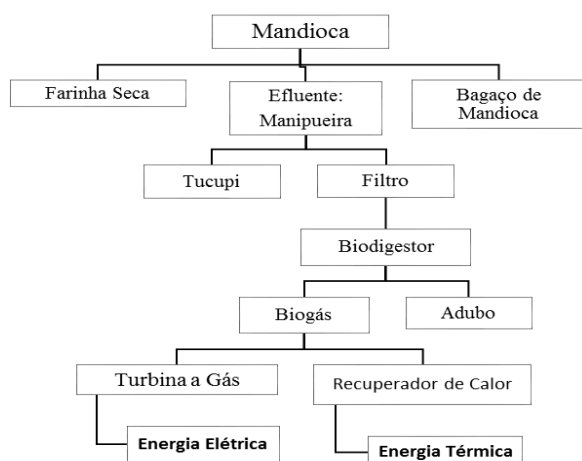 Mandioca
Farinha Seca
Efluente:
Manipueira
Bagaço de
Mandioca
Tucupi
Filtro
Biodigestor
Biogás
Adubo
Turbina a Gás
Recuperador de Calor
Energia Elétrica
Energia Térmica